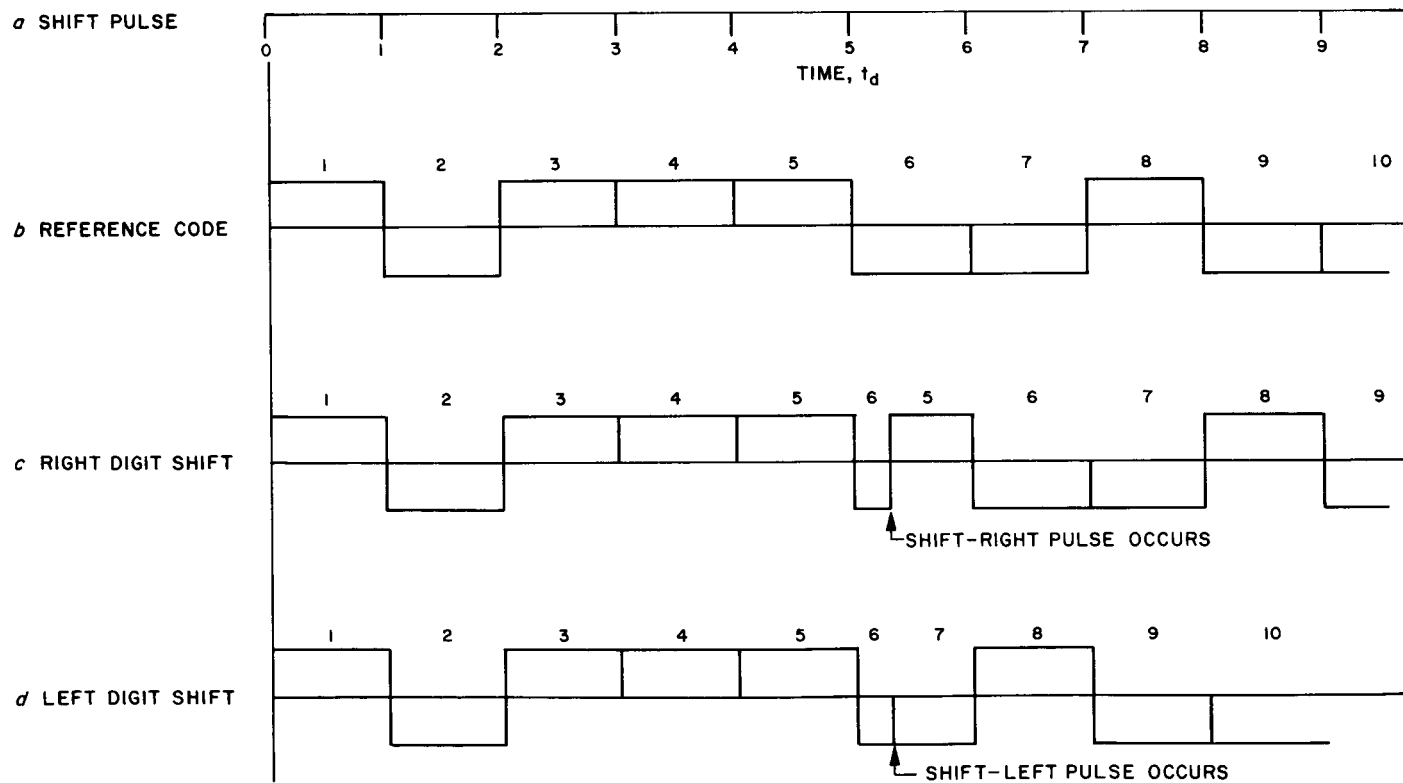 a SHIFT PULSE
0 1 2 3 4 5 6 7 8 9
TIME, td
1 2 3 4 5 6 7 8 9 10
b REFERENCE CODE
1 2 3 4 5 6 5 6 7 8 9
c RIGHT DIGIT SHIFT
SHIFT-RIGHT PULSE OCCURS
1 2 3 4 5 6 7 8 9 10
d LEFT DIGIT SHIFT
SHIFT-LEFT PULSE OCCURS